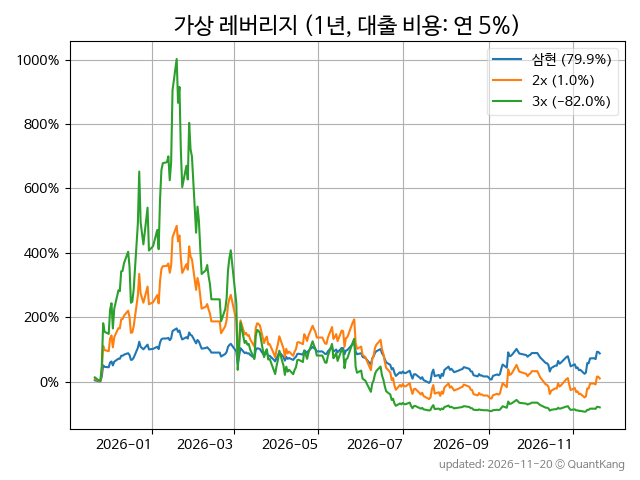 가상 레버리지 (1년, 대출 비용: 연 5%)
삼현 (79.9%)
2x (1.0%)
3x (-82.0%)
1000%
800%
600%
400%
200%
0%
2026-01 2026-03 2026-05 2026-07 2026-09 2026-11
updated: 2026-11-20 © QuantKang